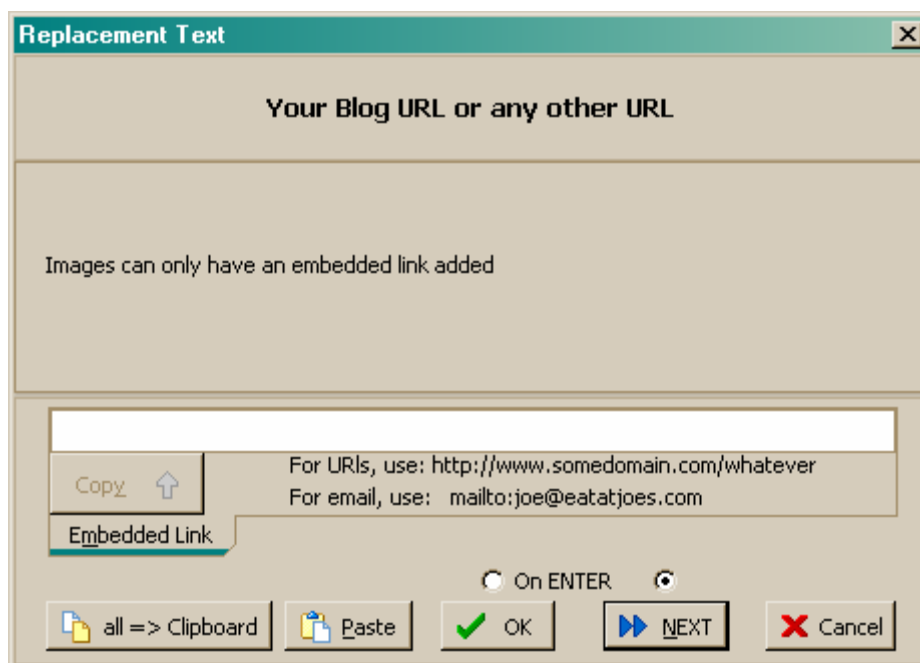 Replacement Text
Your Blog URL or any other URL
Images can only have an embedded link added
Copy
For URls, use: http://www.somedomain.com/whatever
For email, use: mailto:joe@eatatjoes.com
Embedded Link
On ENTER
all => Clipboard
Paste
OK
NEXT
Cancel